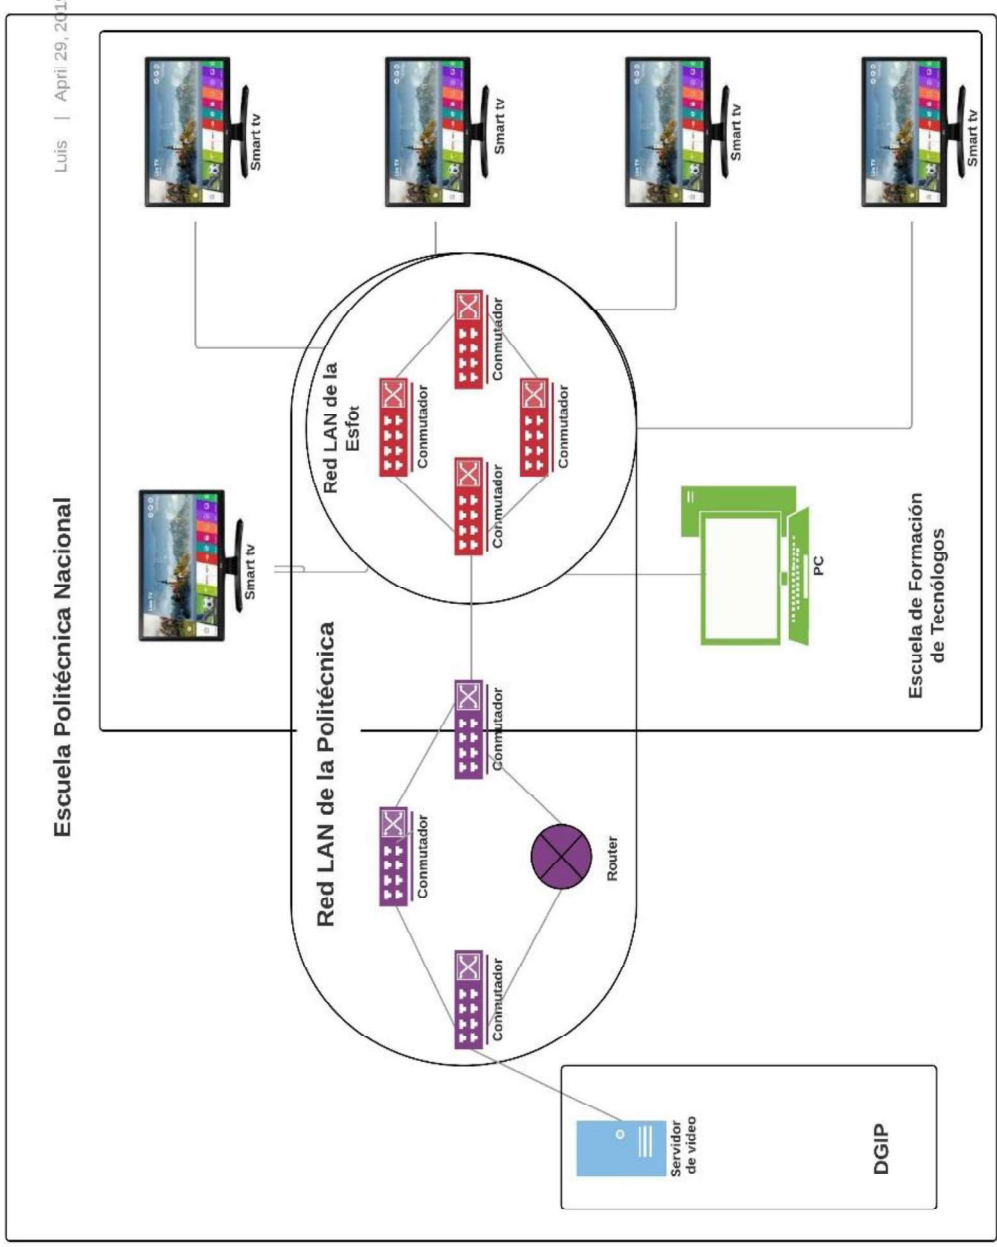 Luis | April 29, 2019
Escuela Politécnica Nacional
Smart tv
Smart tv
Red LAN de la Politécnica
Red LAN de la
Esfot
Conmutador
Conmutador
Conmutador
Conmutador
Conmutador
Conmutador
Smart tv
Conmutador
Router
Servidor
de video
Smart tv
PC
DGIP
Escuela de Formación
de Tecnólogos
Smart tv